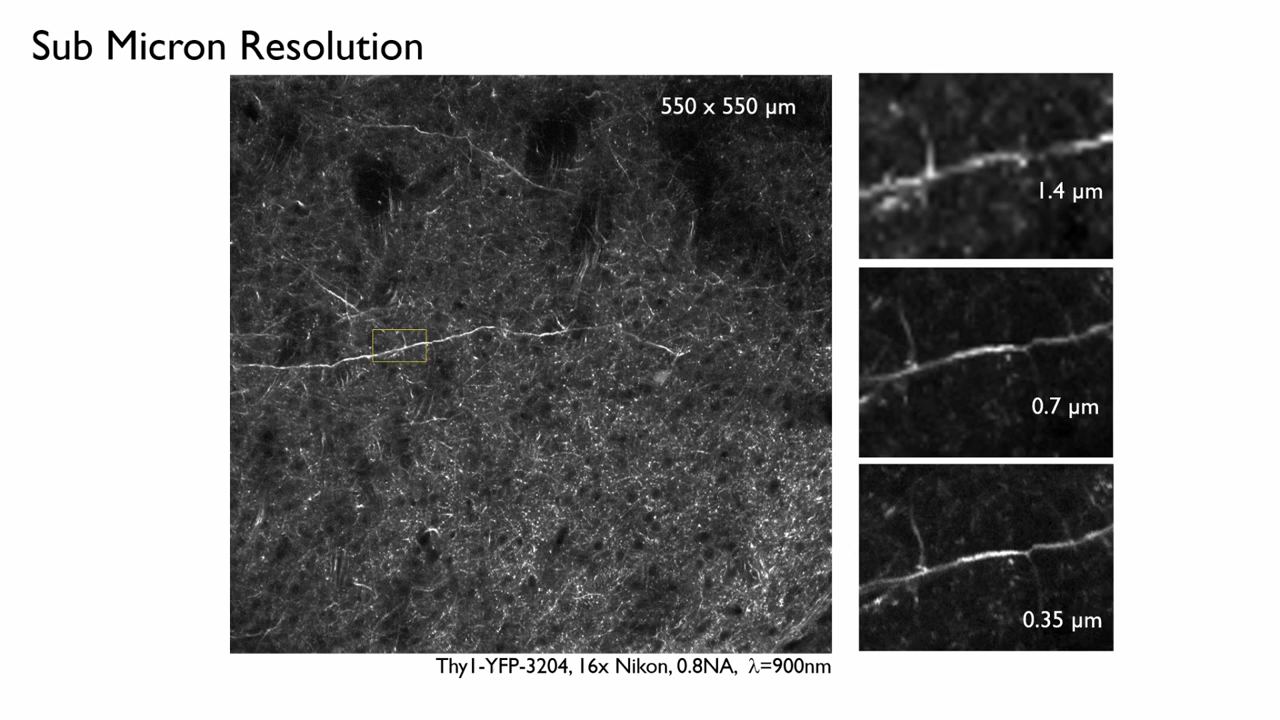 Sub Micron Resolution
550 x 550 µm
1.4 µm
0.7 µm
0.35 µm
Thy1-YFP-3204, 16x Nikon, 0.8NA, λ=900nm